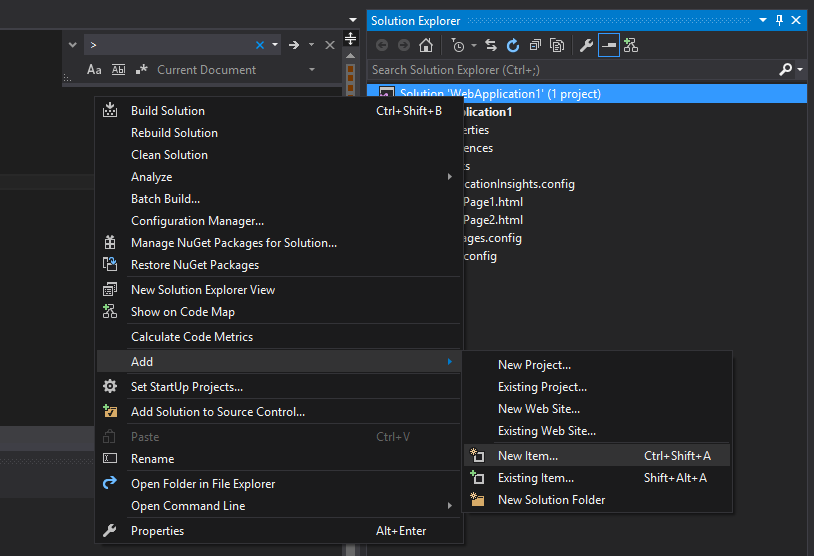 Solution Explorer
>
Aa Ab .* Current Document
Search Solution Explorer (Ctrl+;)
Solution 'WebApplication1' (1 project)
lication1
erties
ences
ts
cationInsights.config
Page1.html
Page2.html
ages.config
config
Build Solution Ctrl+Shift+B
Rebuild Solution
Clean Solution
Analyze
Batch Build...
Configuration Manager...
Manage NuGet Packages for Solution...
Restore NuGet Packages
New Solution Explorer View
Show on Code Map
Calculate Code Metrics
Add
Set StartUp Projects...
Add Solution to Source Control...
Paste Ctrl+V
Rename
Open Folder in File Explorer
Open Command Line
Properties Alt+Enter
New Project...
Existing Project...
New Web Site...
Existing Web Site...
New Item... Ctrl+Shift+A
Existing Item... Shift+Alt+A
New Solution Folder